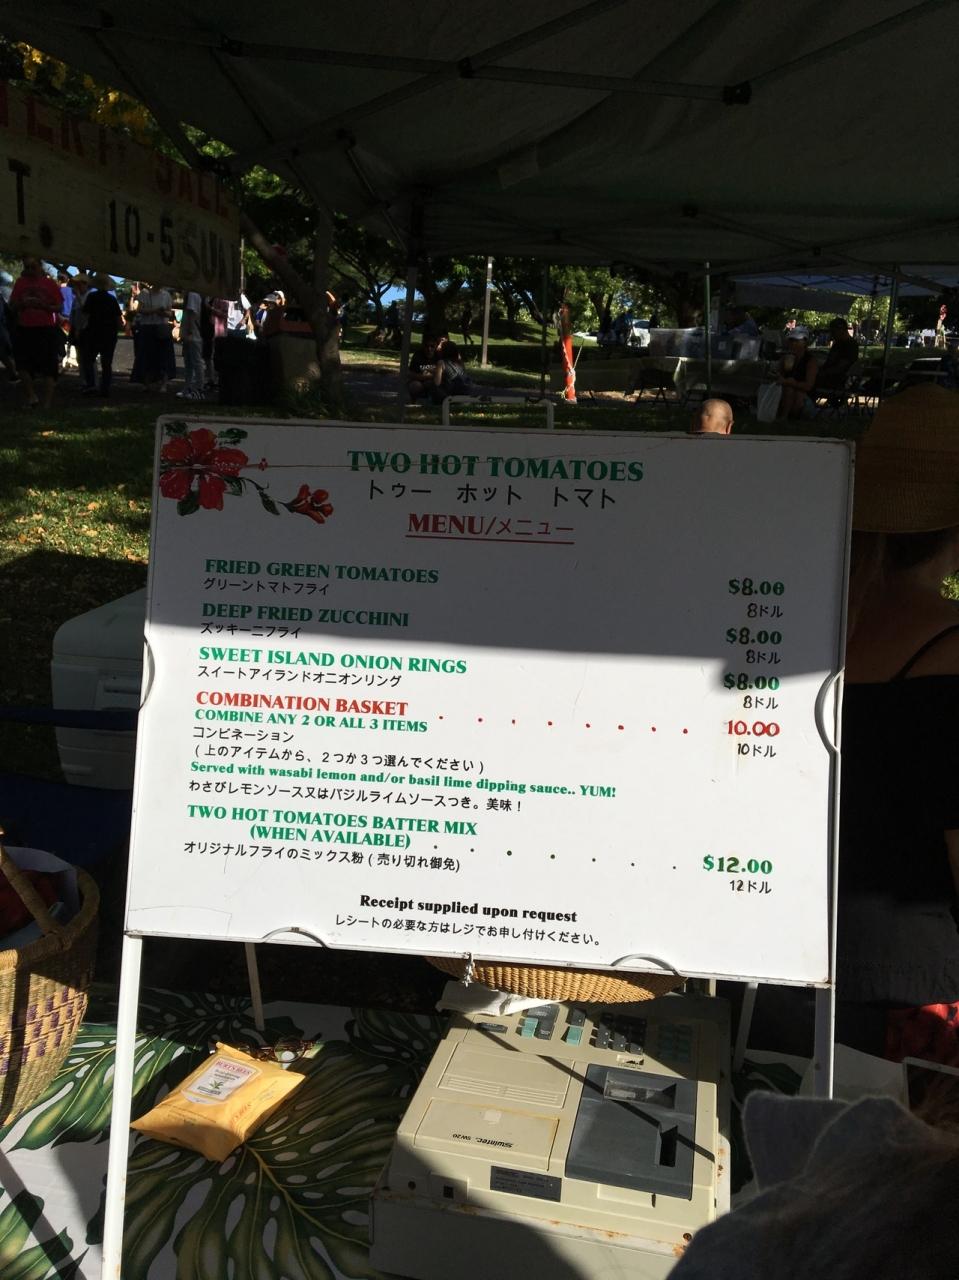 10-5 SUN
TWO HOT TOMATOES
トゥー ホット トマト
MENU/メニュー
FRIED GREEN TOMATOES $8.00
グリーントマトフライ 8ドル
DEEP FRIED ZUCCHINI $8.00
ズッキーニフライ 8ドル
SWEET ISLAND ONION RINGS $8.00
スイートアイランドオニオンリング 8ドル
COMBINATION BASKET . . . . . . . . 10.00
COMBINE ANY 2 OR ALL 3 ITEMS
コンビネーション 10ドル
(上のアイテムから、2つか3つ選んでください)
Served with wasabi lemon and/or basil lime dipping sauce.. YUM!
わさびレモンソース又はバジルライムソースつき。美味！
TWO HOT TOMATOES BATTER MIX
(WHEN AVAILABLE) . . . . . . . $12.00
オリジナルフライのミックス粉(売り切れ御免) 12ドル
Receipt supplied upon request
レシートの必要な方はレジでお申し付けください。
BURT'S BEES
Swintec SW20